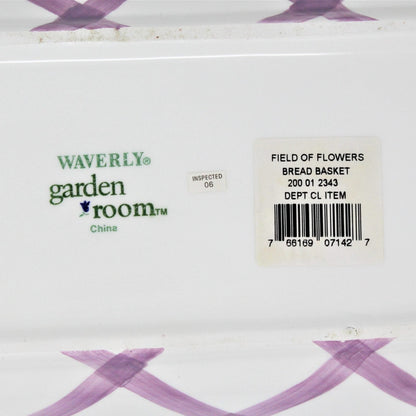 WAVERLY®
garden
room™
China
INSPECTED
06
FIELD OF FLOWERS
BREAD BASKET
200 01 2343
DEPT CL ITEM
7 66169 07142 7